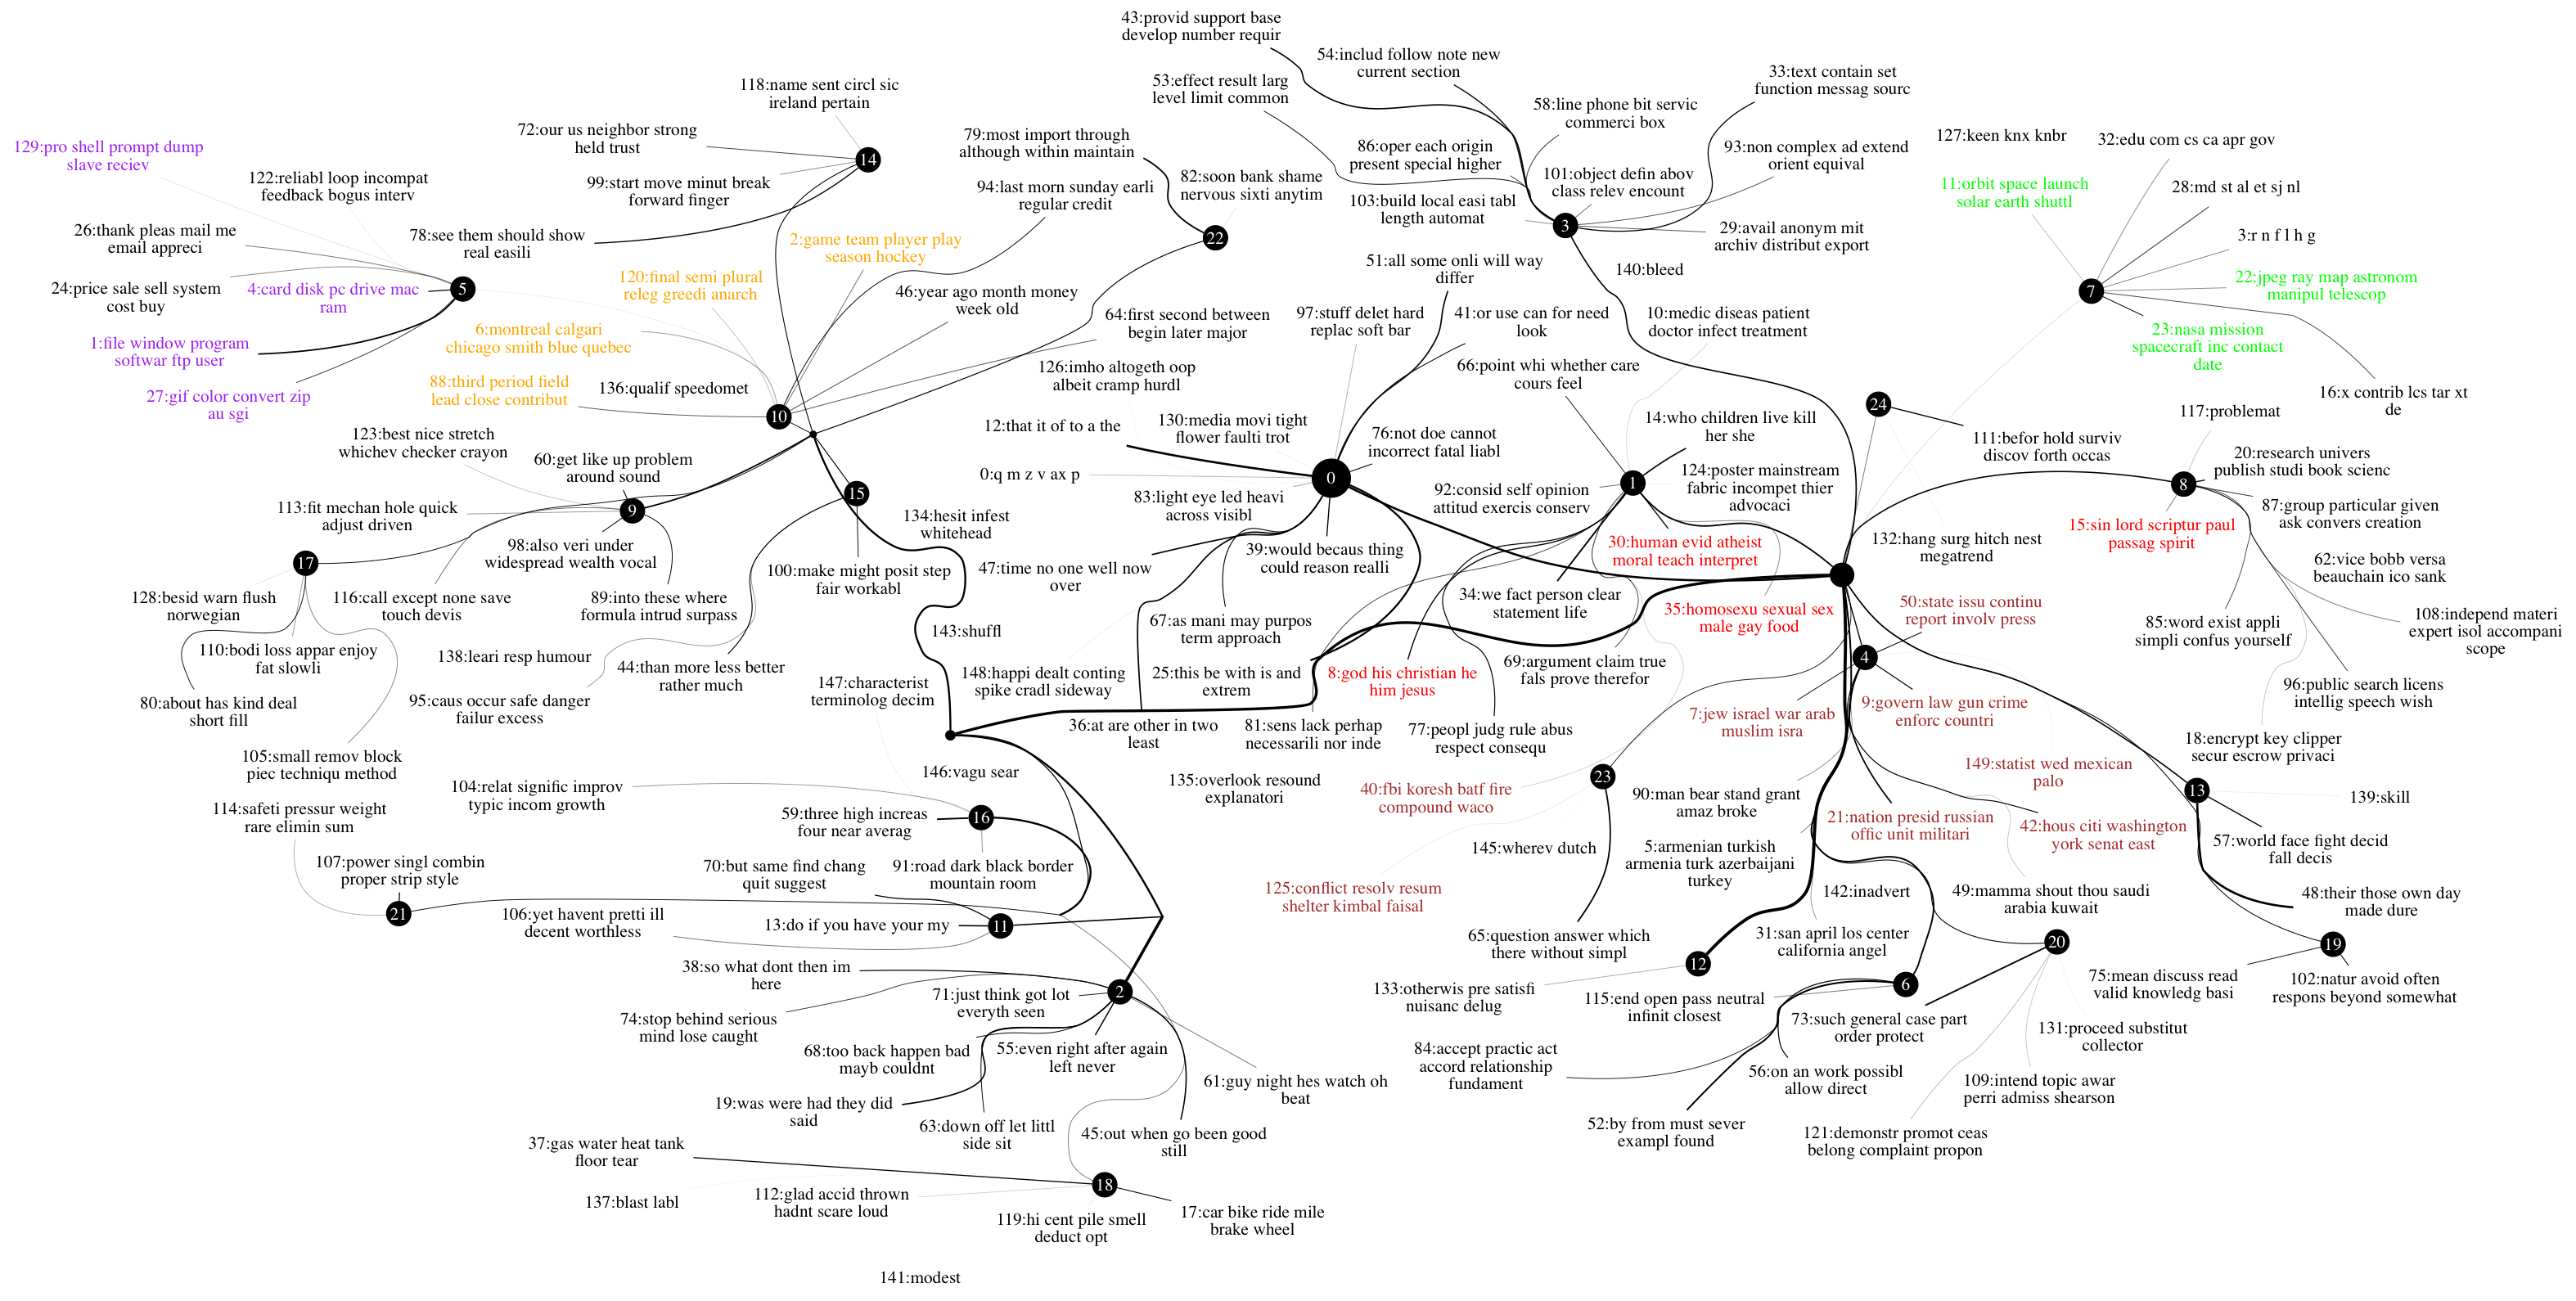 43:provid support base
develop number requir
54:includ follow note new
current section
53:effect result larg
level limit common
33:text contain set
function messag sourc
118:name sent circl sic
ireland pertain
58:line phone bit servic
commerci box
72:our us neighbor strong
held trust
79:most import through
although within maintain
86:oper each origin
present special higher
93:non complex ad extend
orient equival
127:keen knx knbr
32:edu com cs ca apr gov
129:pro shell prompt dump
slave reciev
14
122:reliabl loop incompat
feedback bogus interv
99:start move minut break
forward finger
94:last morn sunday earli
regular credit
82:soon bank shame
nervous sixti anytim
101:object defin abov
class relev encount
11:orbit space launch
solar earth shuttl
28:md st al et sj nl
103:build local easi tabl
length automat
3
26:thank pleas mail me
email appreci
78:see them should show
real easili
2:game team player play
season hockey
22
29:avail anonym mit
archiv distribut export
3:r n f l h g
51:all some onli will way
differ
140:bleed
24:price sale sell system
cost buy
4:card disk pc drive mac
ram
5
120:final semi plural
releg greedi anarch
46:year ago month money
week old
7
22:jpeg ray map astronom
manipul telescop
64:first second between
begin later major
97:stuff delet hard
replac soft bar
41:or use can for need
look
10:medic diseas patient
doctor infect treatment
1:file window program
softwar ftp user
6:montreal calgari
chicago smith blue quebec
23:nasa mission
spacecraft inc contact
date
126:imho altogeth oop
albeit cramp hurdl
66:point whi whether care
cours feel
27:gif color convert zip
au sgi
88:third period field
lead close contribut
136:qualif speedomet
10
16:x contrib lcs tar xt
de
24
117:problemat
12:that it of to a the
130:media movi tight
flower faulti trot
14:who children live kill
her she
123:best nice stretch
whichev checker crayon
76:not doe cannot
incorrect fatal liabl
111:befor hold surviv
discov forth occas
20:research univers
publish studi book scienc
60:get like up problem
around sound
0:q m z v ax p
0
1
124:poster mainstream
fabric incompet thier
advocaci
8
15
83:light eye led heavi
across visibl
92:consid self opinion
attitud exercis conserv
87:group particular given
ask convers creation
113:fit mechan hole quick
adjust driven
9
134:hesit infest
whitehead
15:sin lord scriptur paul
passag spirit
98:also veri under
widespread wealth vocal
39:would becaus thing
could reason realli
30:human evid atheist
moral teach interpret
132:hang surg hitch nest
megatrend
17
100:make might posit step
fair workabl
47:time no one well now
over
62:vice bobb versa
beauchain ico sank
128:besid warn flush
norwegian
116:call except none save
touch devis
89:into these where
formula intrud surpass
34:we fact person clear
statement life
35:homosexu sexual sex
male gay food
50:state issu continu
report involv press
67:as mani may purpos
term approach
85:word exist appli
simpli confus yourself
108:independ materi
expert isol accompani
scope
143:shuffl
110:bodi loss appar enjoy
fat slowli
138:leari resp humour
44:than more less better
rather much
4
148:happi dealt conting
spike cradl sideway
25:this be with is and
extrem
8:god his christian he
him jesus
69:argument claim true
fals prove therefor
147:characterist
terminolog decim
96:public search licens
intellig speech wish
80:about has kind deal
short fill
95:caus occur safe danger
failur excess
7:jew israel war arab
muslim isra
9:govern law gun crime
enforc countri
36:at are other in two
least
81:sens lack perhap
necessarili nor inde
77:peopl judg rule abus
respect consequ
18:encrypt key clipper
secur escrow privaci
105:small remov block
piec techniqu method
146:vagu sear
149:statist wed mexican
palo
104:relat signific improv
typic incom growth
135:overlook resound
explanatori
40:fbi koresh batf fire
compound waco
23
90:man bear stand grant
amaz broke
13
139:skill
114:safeti pressur weight
rare elimin sum
59:three high increas
four near averag
16
21:nation presid russian
offic unit militari
42:hous citi washington
york senat east
57:world face fight decid
fall decis
145:wherev dutch
5:armenian turkish
armenia turk azerbaijani
turkey
107:power singl combin
proper strip style
70:but same find chang
quit suggest
91:road dark black border
mountain room
125:conflict resolv resum
shelter kimbal faisal
142:inadvert
49:mamma shout thou saudi
arabia kuwait
48:their those own day
made dure
21
106:yet havent pretti ill
decent worthless
13:do if you have your my
11
65:question answer which
there without simpl
31:san april los center
california angel
20
19
38:so what dont then im
here
12
75:mean discuss read
valid knowledg basi
102:natur avoid often
respons beyond somewhat
71:just think got lot
everyth seen
2
133:otherwis pre satisfi
nuisanc delug
115:end open pass neutral
infinit closest
6
74:stop behind serious
mind lose caught
73:such general case part
order protect
131:proceed substitut
collector
68:too back happen bad
mayb couldnt
55:even right after again
left never
84:accept practic act
accord relationship
fundament
56:on an work possibl
allow direct
109:intend topic awar
perri admiss shearson
61:guy night hes watch oh
beat
19:was were had they did
said
63:down off let littl
side sit
45:out when go been good
still
52:by from must sever
exampl found
121:demonstr promot ceas
belong complaint propon
37:gas water heat tank
floor tear
18
137:blast labl
112:glad accid thrown
hadnt scare loud
119:hi cent pile smell
deduct opt
17:car bike ride mile
brake wheel
141:modest